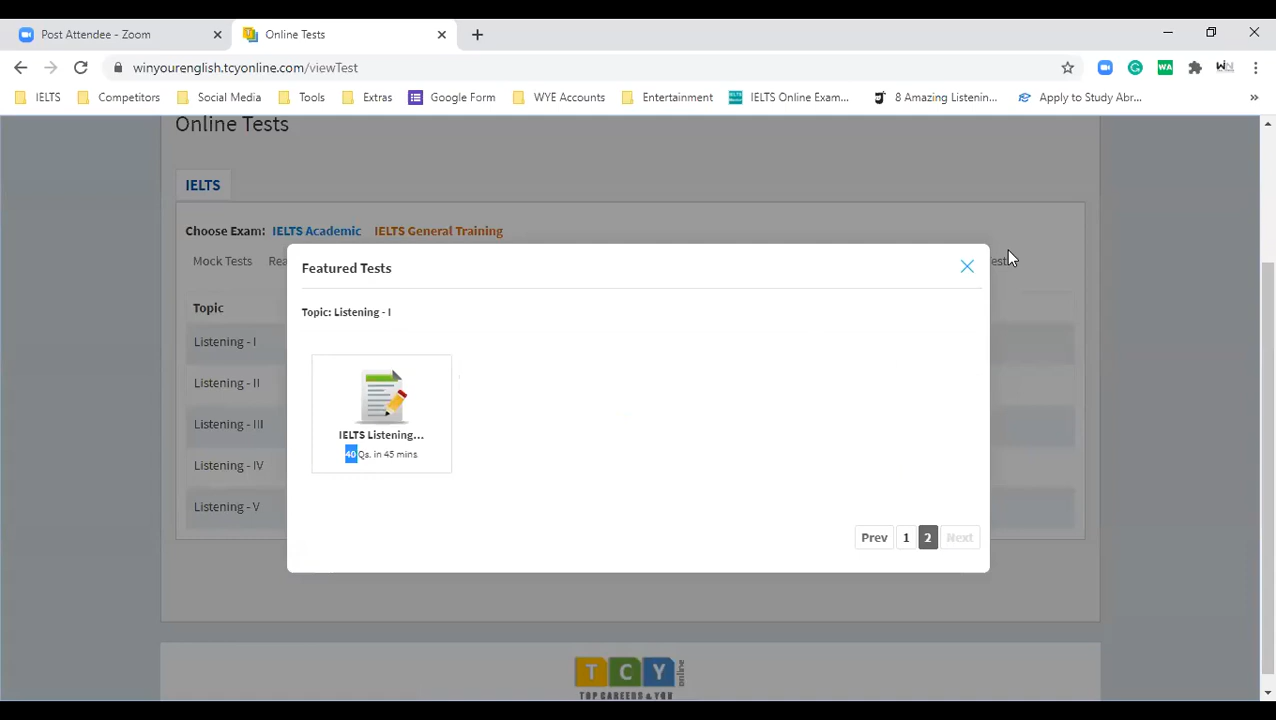 Post Attendee - Zoom
Online Tests
winyourenglish.tcyonline.com/viewTest
IELTS
Competitors
Social Media
Tools
Extras
Google Form
WYE Accounts
Entertainment
IELTS Online Exam...
8 Amazing Listenin...
Apply to Study Abr...
Online Tests
IELTS
Choose Exam: IELTS Academic IELTS General Training
Mock Tests
Topic
Listening - I
Listening - II
Listening - III
Listening - IV
Listening - V
Featured Tests
Topic: Listening - I
IELTS Listening...
40 Qs. in 45 mins
Prev 1 2 Next
TCY online
TOP CAREERS & YOU